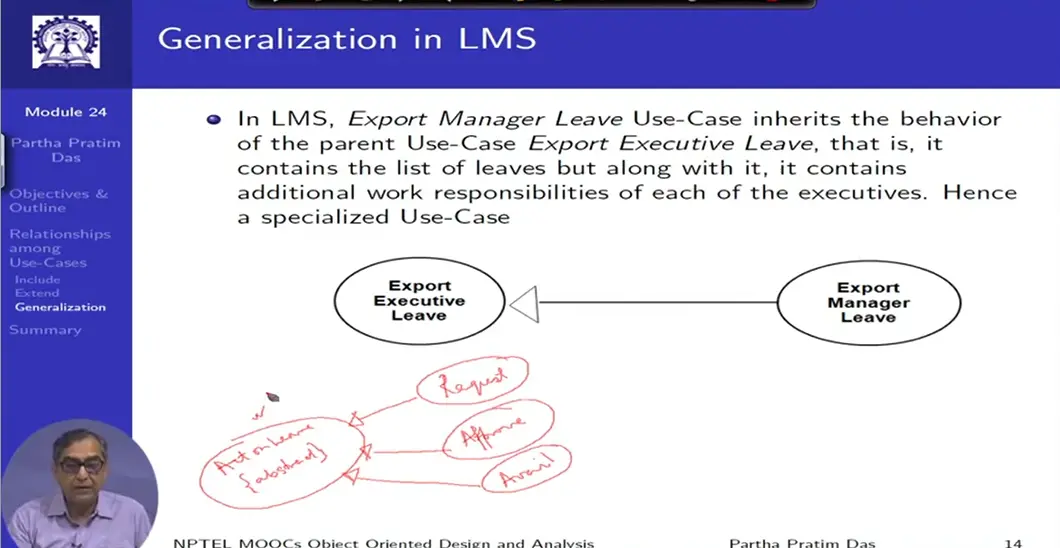 Generalization in LMS
Module 24
Partha Pratim
Das
Objectives &
Outline
Relationships
among
Use-Cases
Include
Extend
Generalization
Summary
In LMS, Export Manager Leave Use-Case inherits the behavior
of the parent Use-Case Export Executive Leave, that is, it
contains the list of leaves but along with it, it contains
additional work responsibilities of each of the executives. Hence
a specialized Use-Case
Export
Executive
Leave
Export
Manager
Leave
Request
Approve
Avail
Act on Leave
{abstract}
NPTEL MOOCs Object Oriented Design and Analysis
Partha Pratim Das
14